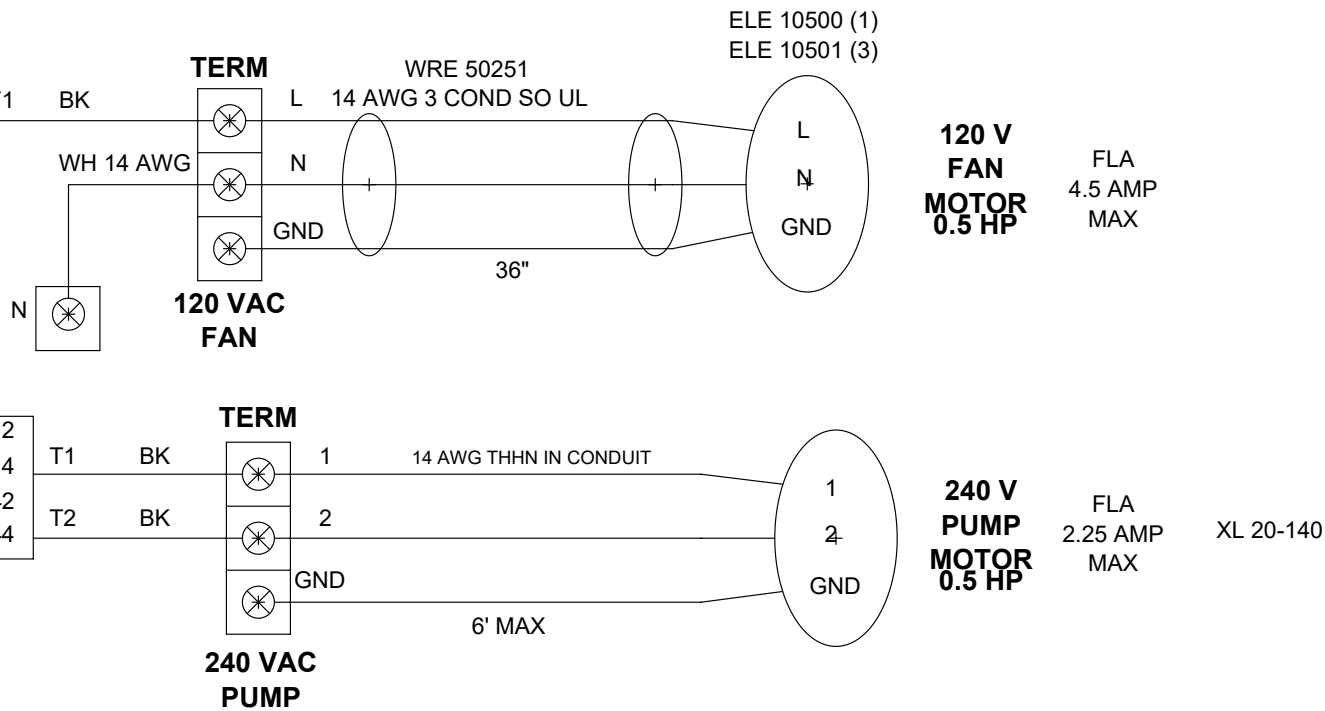 ELE 10500 (1)
ELE 10501 (3)
TERM
WRE 50251
BK
L
14 AWG 3 COND SO UL
WH 14 AWG
N
GND
36"
L
N
GND
120 V
FAN
MOTOR
0.5 HP
FLA
4.5 AMP
MAX
N
120 VAC
FAN
TERM
2
4
2
4
T1
BK
1
14 AWG THHN IN CONDUIT
T2
BK
2
GND
6' MAX
1
2
GND
240 V
PUMP
MOTOR
0.5 HP
FLA
2.25 AMP
MAX
XL 20-140
240 VAC
PUMP